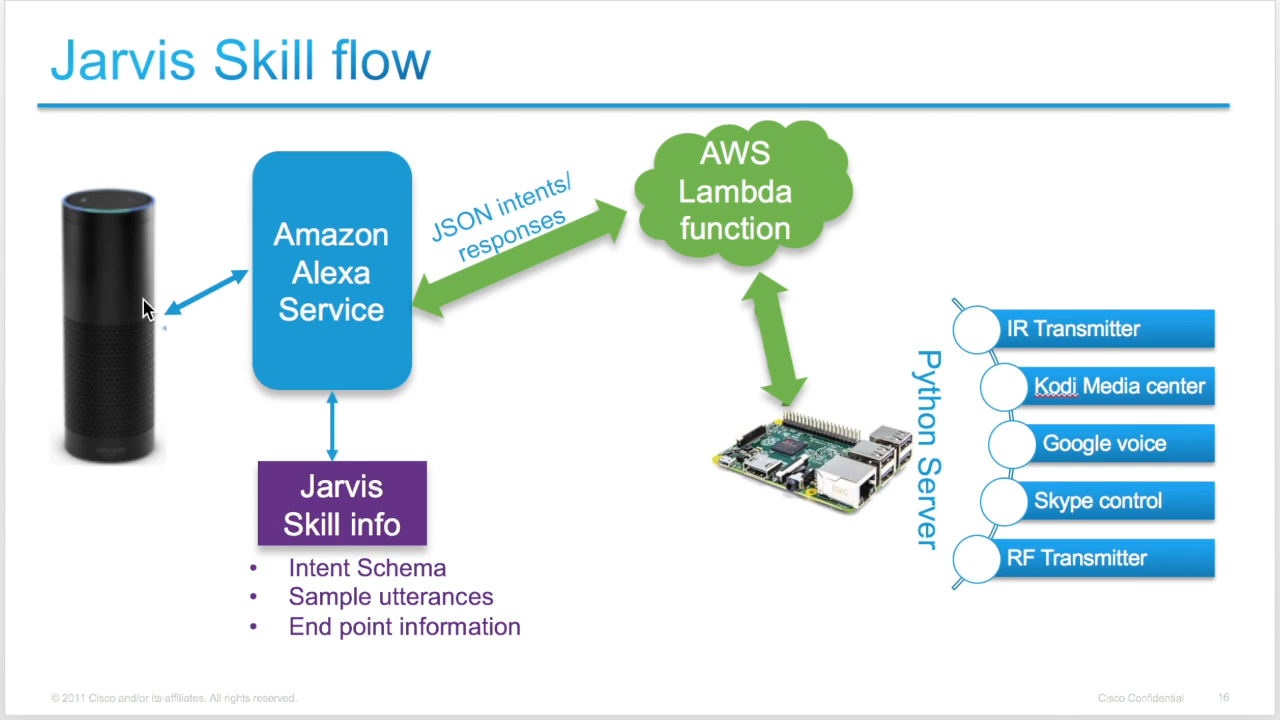 Jarvis Skill flow
Amazon
Alexa
Service
JSON intents/
responses
AWS
Lambda
function
Jarvis
Skill info
• Intent Schema
• Sample utterances
• End point information
Python Server
IR Transmitter
Kodi Media center
Google voice
Skype control
RF Transmitter
© 2011 Cisco and/or its affiliates. All rights reserved.
Cisco Confidential
16